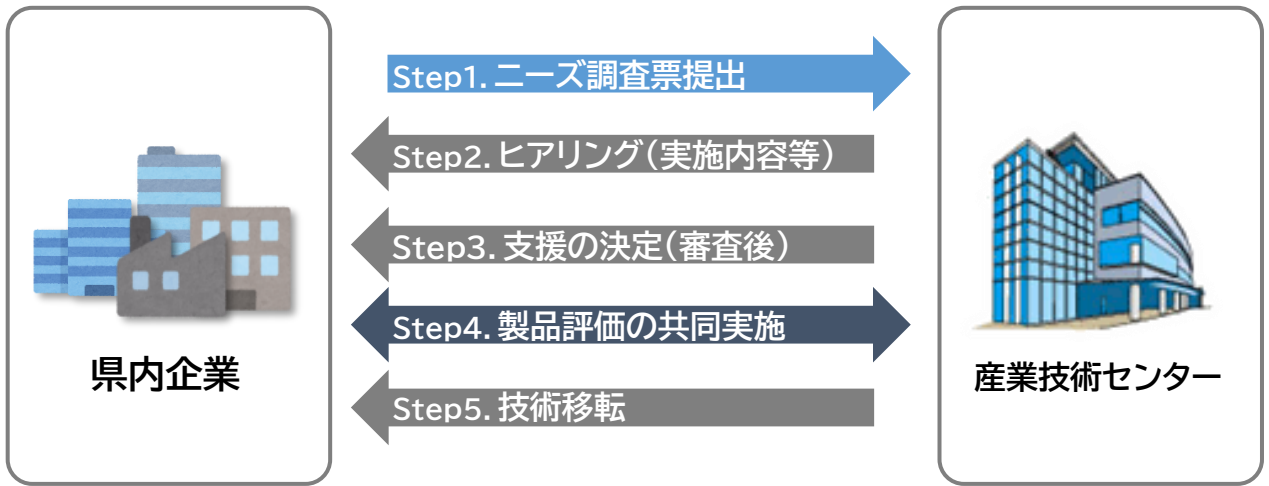 Step1.ニーズ調査票提出
Step2.ヒアリング(実施内容等)
Step3.支援の決定(審査後)
Step4.製品評価の共同実施
Step5.技術移転
県内企業
産業技術センター